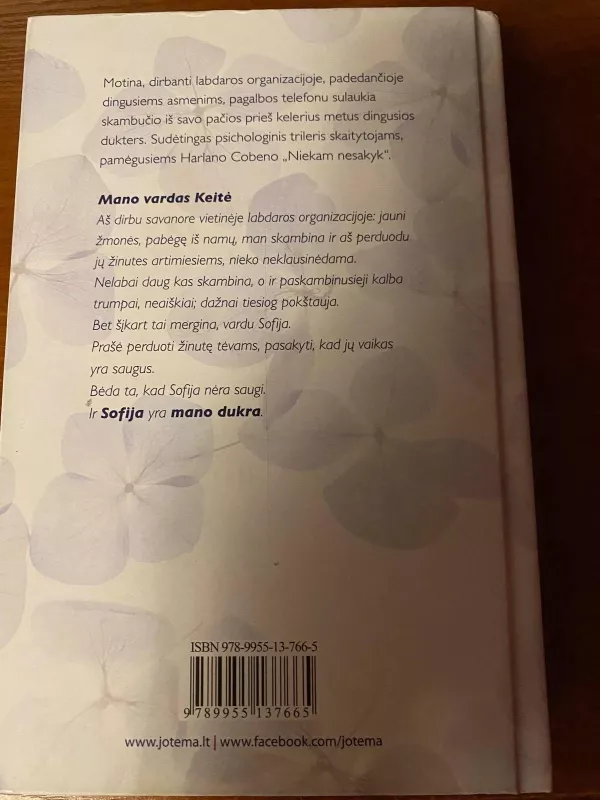 Motina, dirbanti labdaros organizacijoje, padedančioje
dingusiems asmenims, pagalbos telefonu sulaukia
skambučio iš savo pačios prieš kelerius metus dingusios
dukters. Sudėtingas psichologinis trileris skaitytojams,
pamėgusiems Harlano Cobeno „Niekam nesakyk“.
Mano vardas Keitė
Aš dirbu savanore vietinėje labdaros organizacijoje: jauni
žmonės, pabėgę iš namų, man skambina ir aš perduodu
jų žinutes artimiesiems, nieko neklausinėdama.
Nelabai daug kas skambina, o ir paskambinusieji kalba
trumpai, neaiškiai; dažnai tiesiog pokštauja.
Bet šįkart tai mergina, vardu Sofija.
Prašė perduoti žinutę tėvams, pasakyti, kad jų vaikas
yra saugus.
Bėda ta, kad Sofija nėra saugi.
Ir Sofija yra mano dukra.
ISBN 978-9955-13-766-5
9 789955 137665
www.jotema.lt | www.facebook.com/jotema